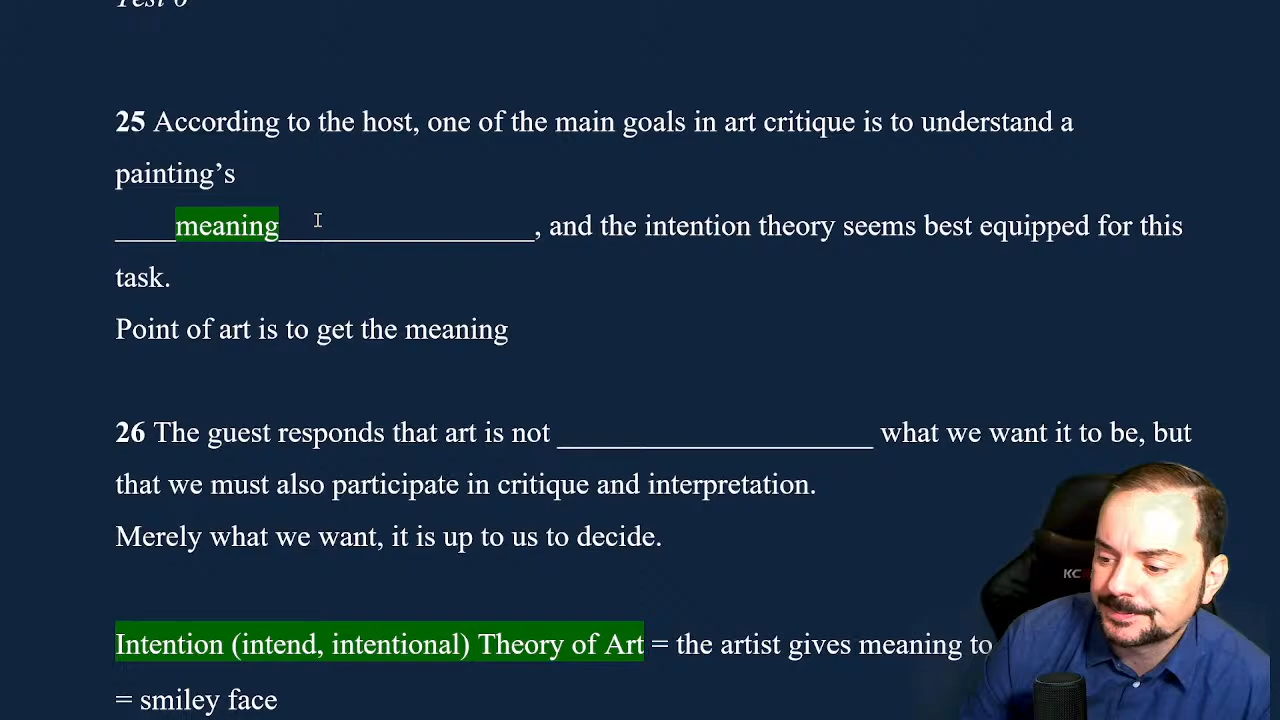 Test 6
25 According to the host, one of the main goals in art critique is to understand a
painting’s
____meaning_________________, and the intention theory seems best equipped for this
task.
Point of art is to get the meaning
26 The guest responds that art is not _____________________ what we want it to be, but
that we must also participate in critique and interpretation.
Merely what we want, it is up to us to decide.
KC
Intention (intend, intentional) Theory of Art = the artist gives meaning to
= smiley face